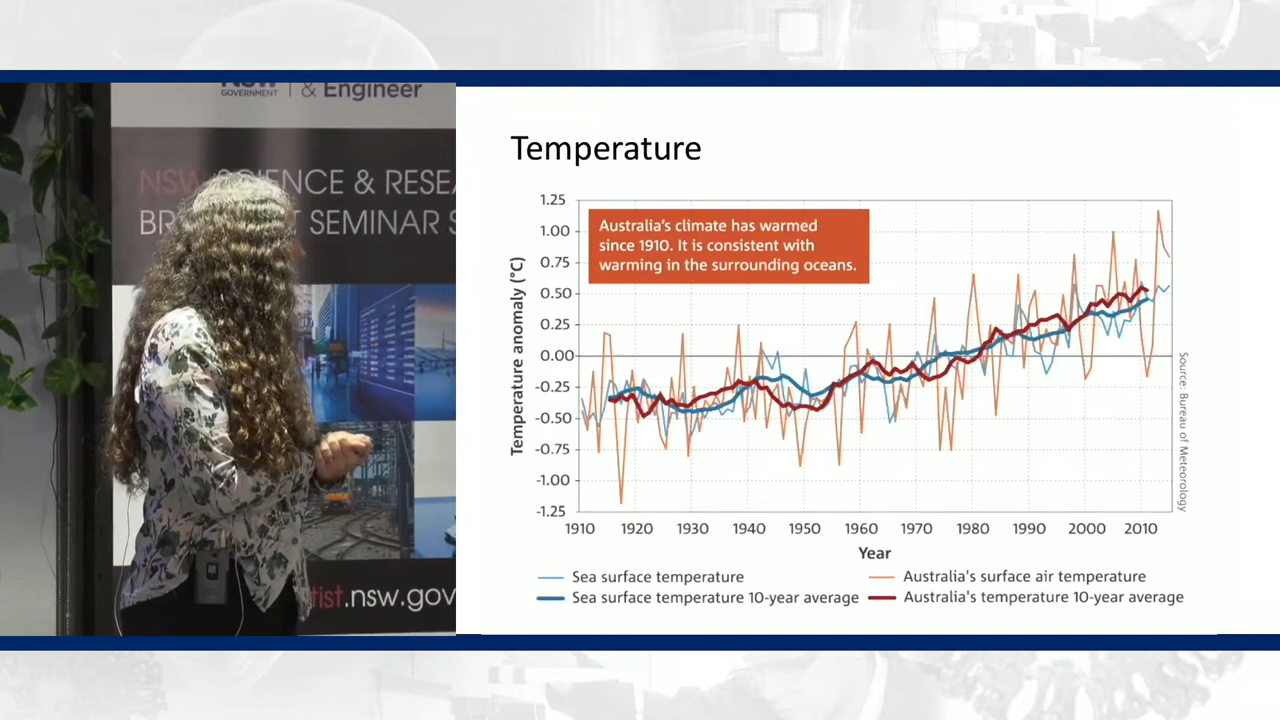 NSW
GOVERNMENT
& Engineer
NSW SCIENCE & RESEA
BR T SEMINAR S
tist.nsw.gov
Temperature
1.25
1.00
0.75
0.50
0.25
0.00
-0.25
-0.50
-0.75
-1.00
-1.25
Temperature anomaly (°C)
Australia's climate has warmed
since 1910. It is consistent with
warming in the surrounding oceans.
Source: Bureau of Meteorology
1910 1920 1930 1940 1950 1960 1970 1980 1990 2000 2010
Year
Sea surface temperature
Australia's surface air temperature
Sea surface temperature 10-year average
Australia's temperature 10-year average